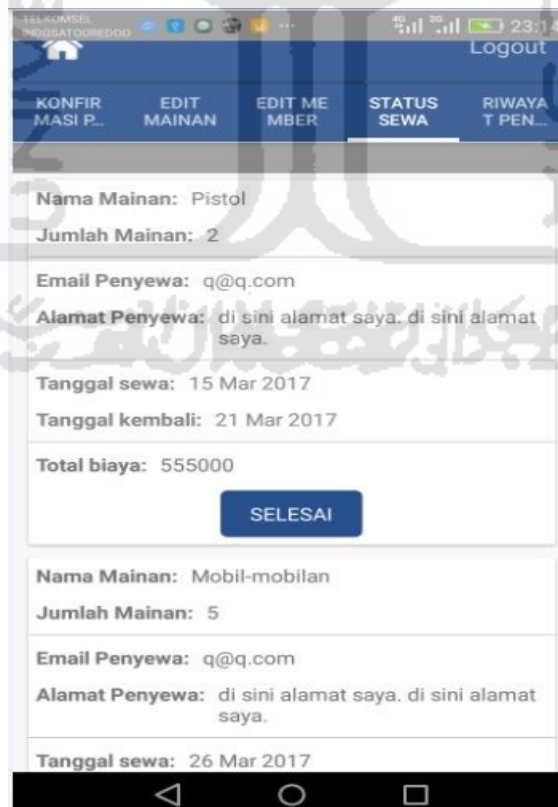 TELKOMSEL
INDOSATOOREDOO
4G 2G 23:14
Logout
KONFIR
MASI P...
EDIT
MAINAN
EDIT ME
MBER
STATUS
SEWA
RIWAYA
T PEN...
Nama Mainan: Pistol
Jumlah Mainan: 2
Email Penyewa: q@q.com
Alamat Penyewa: di sini alamat saya. di sini alamat
saya.
Tanggal sewa: 15 Mar 2017
Tanggal kembali: 21 Mar 2017
Total biaya: 555000
SELESAI
Nama Mainan: Mobil-mobilan
Jumlah Mainan: 5
Email Penyewa: q@q.com
Alamat Penyewa: di sini alamat saya. di sini alamat
saya.
Tanggal sewa: 26 Mar 2017